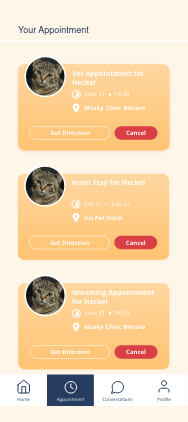 Your Appointment
Vet Appointment for
Heckel
June 21 • 14:30
Musky Clinic Bintaro
Get Direction
Cancel
Hotel Stay for Heckel
July 21 — July 22
Iris Pet Hotel
Get Direction
Cancel
Grooming Appointment
for Heckel
June 21 • 14:30
Musky Clinic Bintaro
Get Direction
Cancel
Home
Appointment
Conversations
Profile